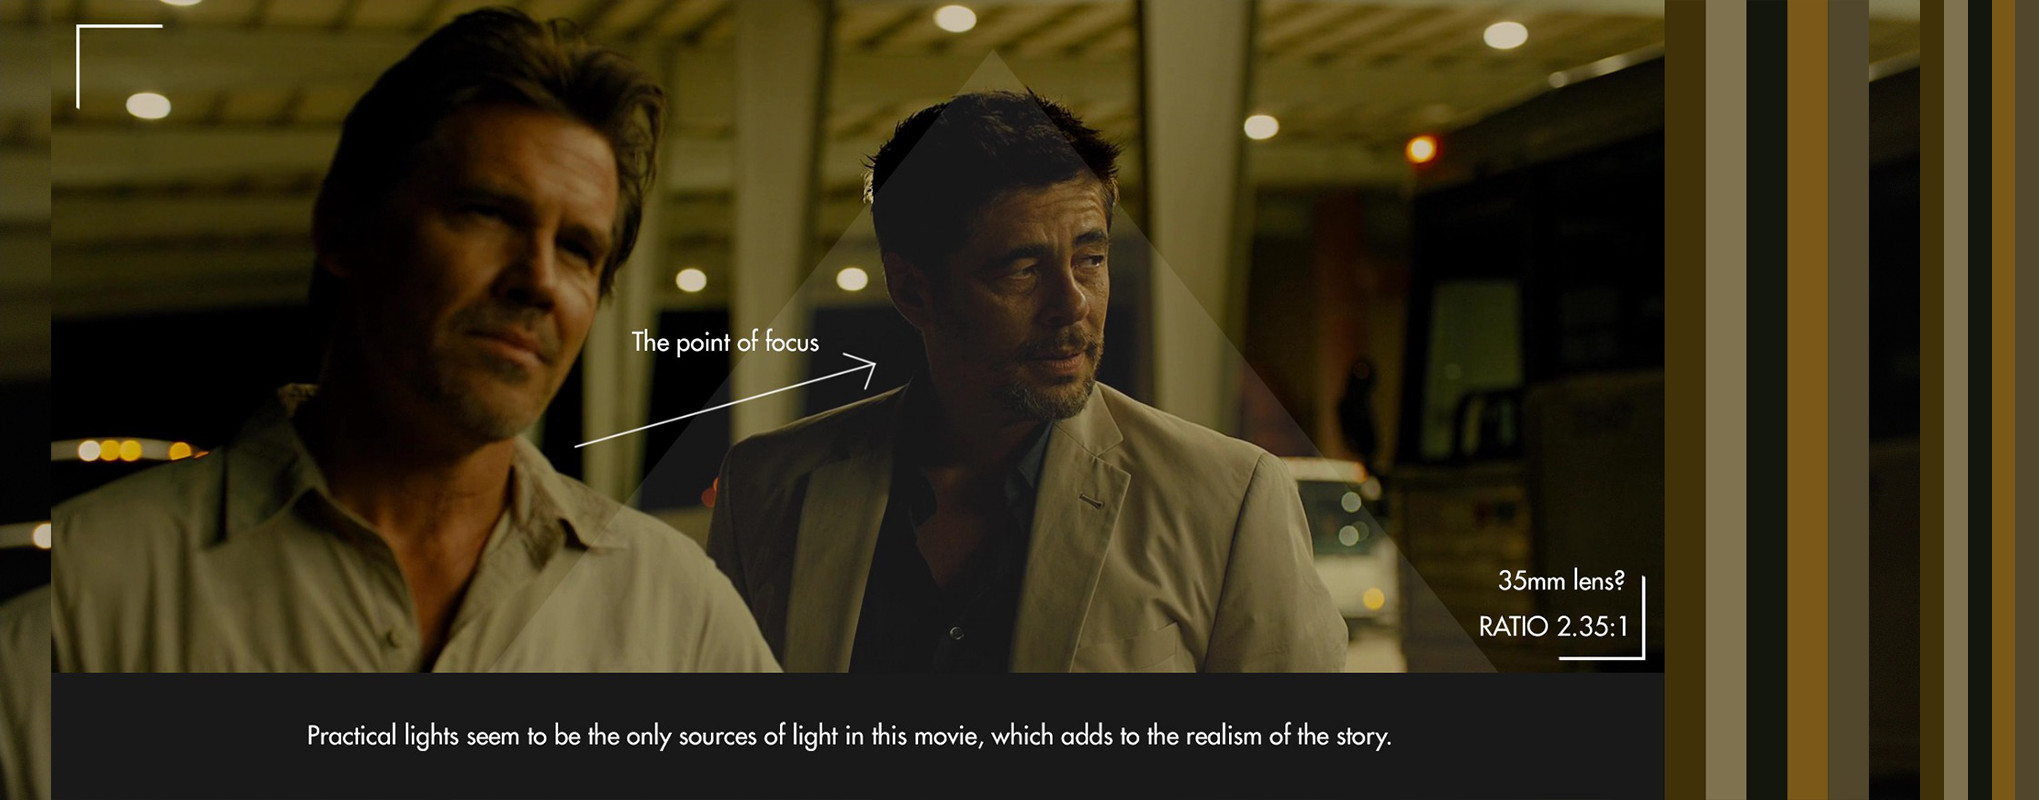 The point of focus
35mm lens?
RATIO 2.35:1
Practical lights seem to be the only sources of light in this movie, which adds to the realism of the story.